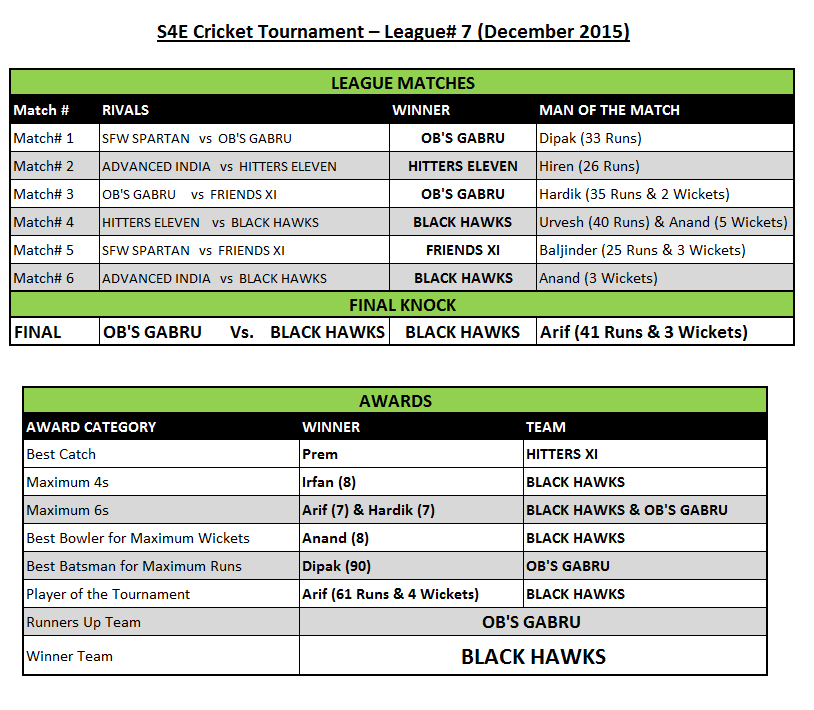 S4E Cricket Tournament – League# 7 (December 2015)
LEAGUE MATCHES
Match # RIVALS WINNER MAN OF THE MATCH
Match# 1 SFW SPARTAN vs OB'S GABRU OB'S GABRU Dipak (33 Runs)
Match# 2 ADVANCED INDIA vs HITTERS ELEVEN HITTERS ELEVEN Hiren (26 Runs)
Match# 3 OB'S GABRU vs FRIENDS XI OB'S GABRU Hardik (35 Runs & 2 Wickets)
Match# 4 HITTERS ELEVEN vs BLACK HAWKS BLACK HAWKS Urvesh (40 Runs) & Anand (5 Wickets)
Match# 5 SFW SPARTAN vs FRIENDS XI FRIENDS XI Baljinder (25 Runs & 3 Wickets)
Match# 6 ADVANCED INDIA vs BLACK HAWKS BLACK HAWKS Anand (3 Wickets)
FINAL KNOCK
FINAL OB'S GABRU Vs. BLACK HAWKS BLACK HAWKS Arif (41 Runs & 3 Wickets)
AWARDS
AWARD CATEGORY WINNER TEAM
Best Catch Prem HITTERS XI
Maximum 4s Irfan (8) BLACK HAWKS
Maximum 6s Arif (7) & Hardik (7) BLACK HAWKS & OB'S GABRU
Best Bowler for Maximum Wickets Anand (8) BLACK HAWKS
Best Batsman for Maximum Runs Dipak (90) OB'S GABRU
Player of the Tournament Arif (61 Runs & 4 Wickets) BLACK HAWKS
Runners Up Team OB'S GABRU
Winner Team BLACK HAWKS